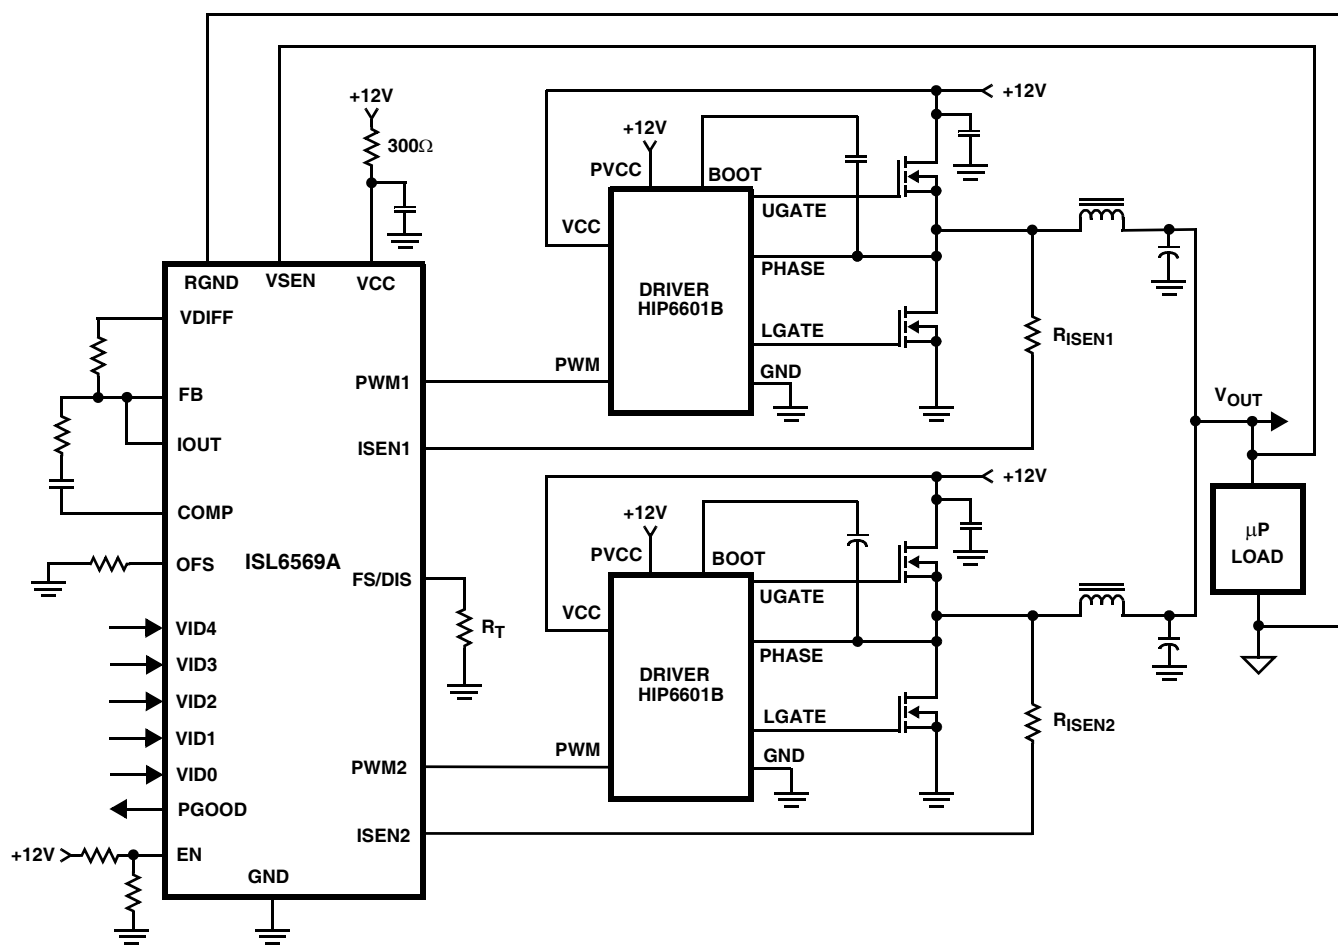 +12V
300Ω
RGND
VSEN
VCC
VDIFF
FB
IOUT
COMP
OFS
VID4
VID3
VID2
VID1
VID0
PGOOD
+12V
EN
GND
ISL6569A
PWM1
ISEN1
FS/DIS
RT
PWM2
ISEN2
+12V
+12V
PVCC
BOOT
VCC
UGATE
PHASE
DRIVER
HIP6601B
LGATE
PWM
GND
RISEN1
VOUT
+12V
+12V
PVCC
BOOT
VCC
UGATE
PHASE
DRIVER
HIP6601B
LGATE
PWM
GND
RISEN2
µP
LOAD